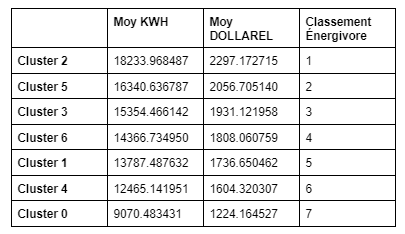 Moy KWH Moy DOLLAREL Classement Énergivore
Cluster 2 18233.968487 2297.172715 1
Cluster 5 16340.636787 2056.705140 2
Cluster 3 15354.466142 1931.121958 3
Cluster 6 14366.734950 1808.060759 4
Cluster 1 13787.487632 1736.650462 5
Cluster 4 12465.141951 1604.320307 6
Cluster 0 9070.483431 1224.164527 7